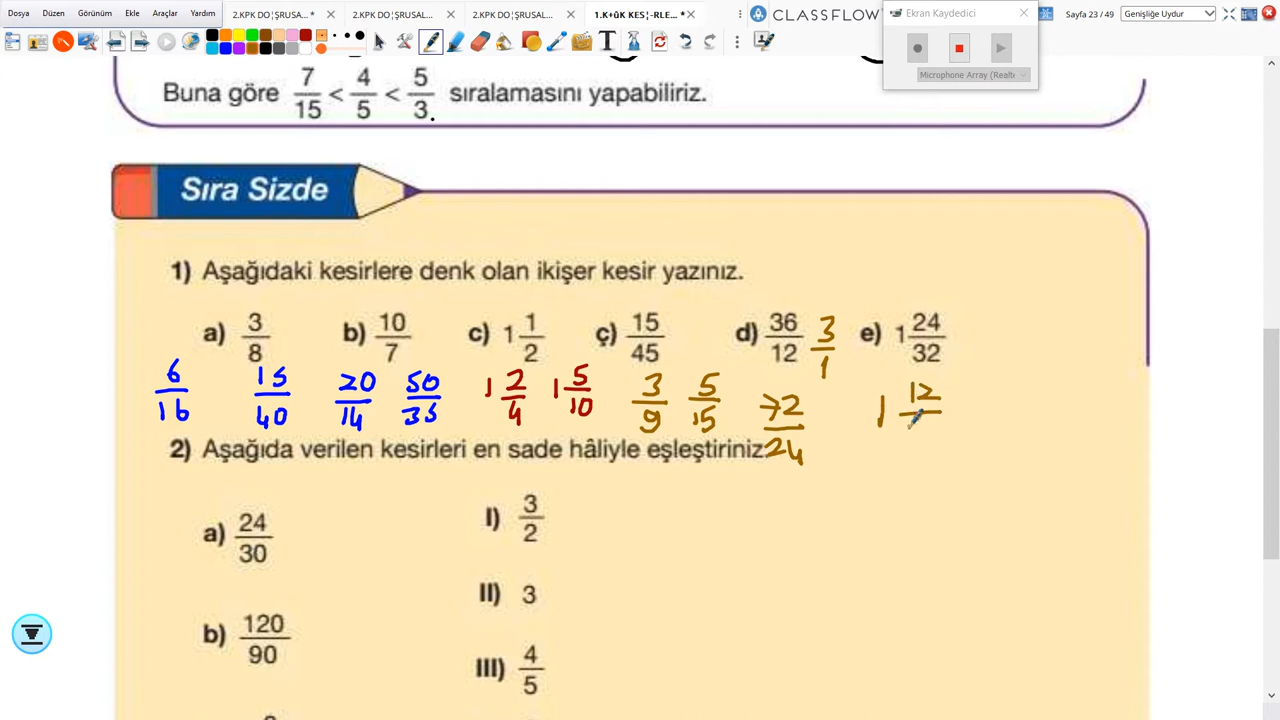 Dosya Düzen Görünüm Ekle Araçlar Yardım
2.KPK DO¦ŞRUSA... * 2.KPK DO¦ŞRUSAL... 2.KPK DO¦ŞRUSAL... 1.K+ûK KES¦-RLE... *
CLASSFLOW
Ekran Kaydedici
Sayfa 23 / 49 Genişliğe Uydur
Microphone Array (Realte
Buna göre 7/15 < 4/5 < 5/3 . sıralamasını yapabiliriz.
Sıra Sizde
1) Aşağıdaki kesirlere denk olan ikişer kesir yazınız.
a) 3/8 b) 10/7 c) 1 1/2 ç) 15/45 d) 36/12 3/1 e) 1 24/32
6/16 15/40 20/14 50/35 1 2/4 1 5/10 3/9 5/15 72/24 1 12/
2) Aşağıda verilen kesirleri en sade hâliyle eşleştiriniz.
a) 24/30 I) 3/2
II) 3
b) 120/90 III) 4/5